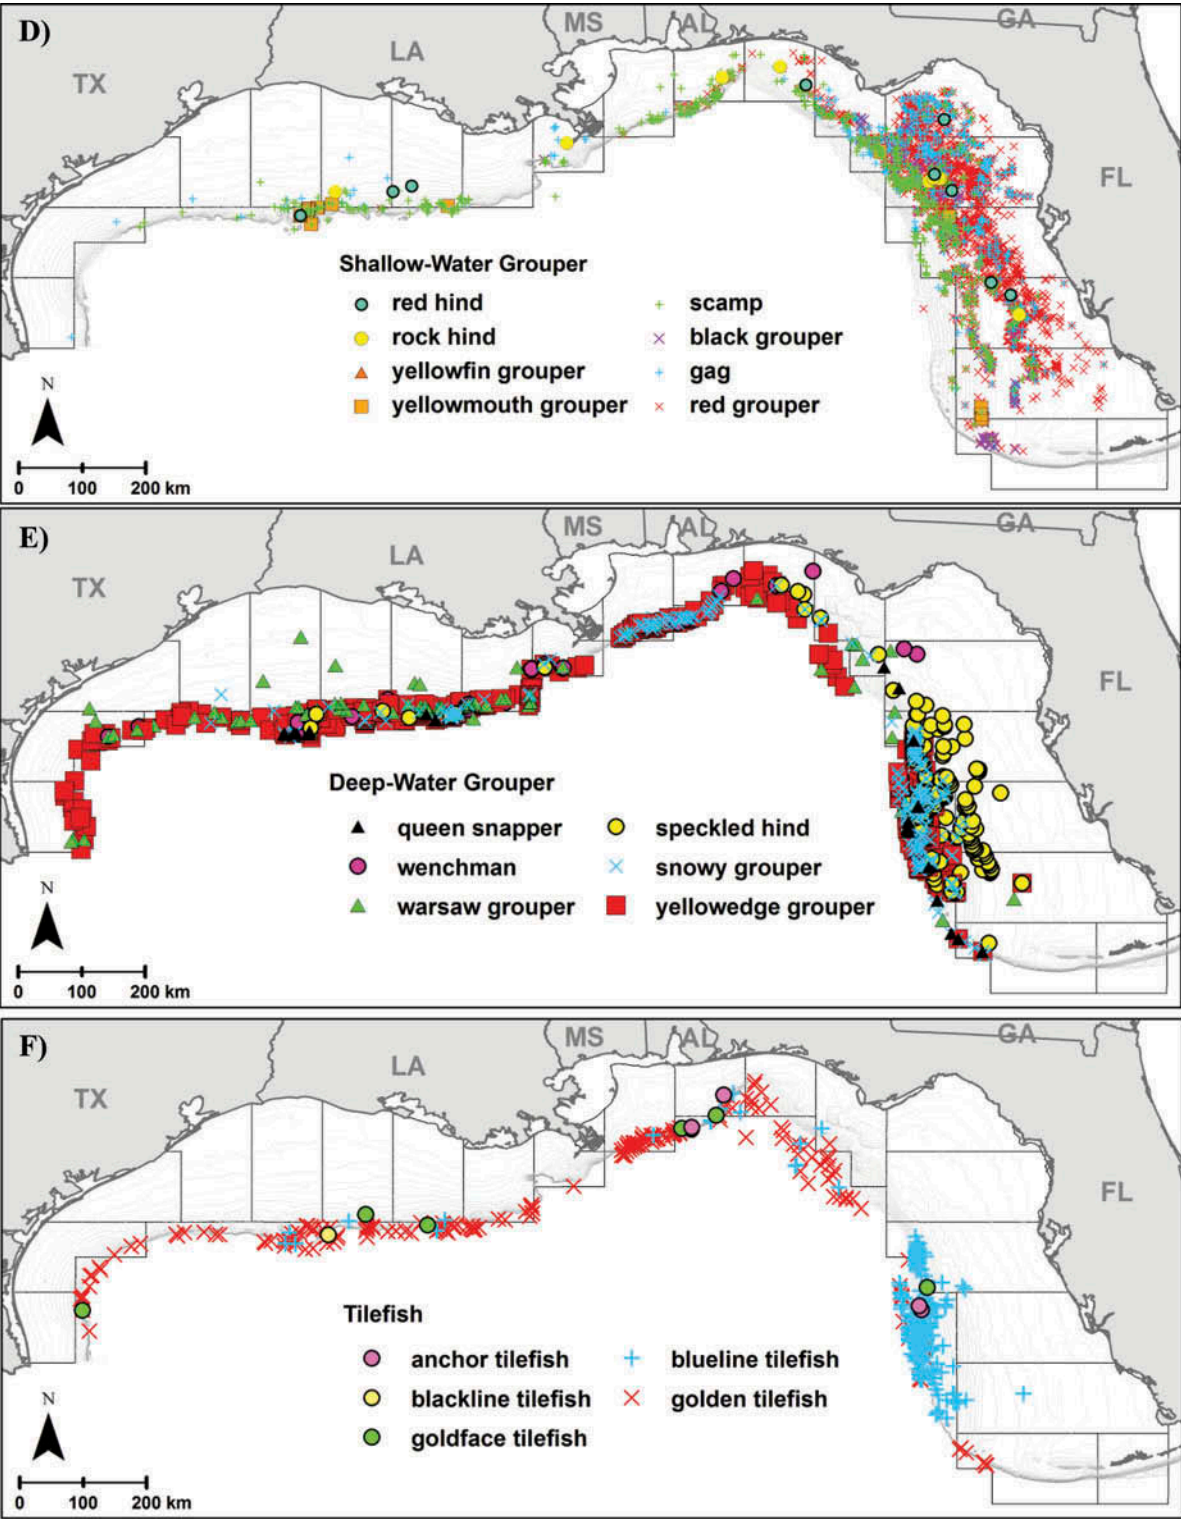 D)
MS
AL
GA
LA
TX
FL
Shallow-Water Grouper
red hind
scamp
rock hind
black grouper
yellowfin grouper
gag
yellowmouth grouper
red grouper
N
0 100 200 km
E)
MS
AL
GA
LA
TX
FL
Deep-Water Grouper
queen snapper
speckled hind
wenchman
snowy grouper
warsaw grouper
yellowedge grouper
N
0 100 200 km
F)
MS
AL
GA
LA
TX
FL
Tilefish
anchor tilefish
blueline tilefish
blackline tilefish
golden tilefish
goldface tilefish
N
0 100 200 km